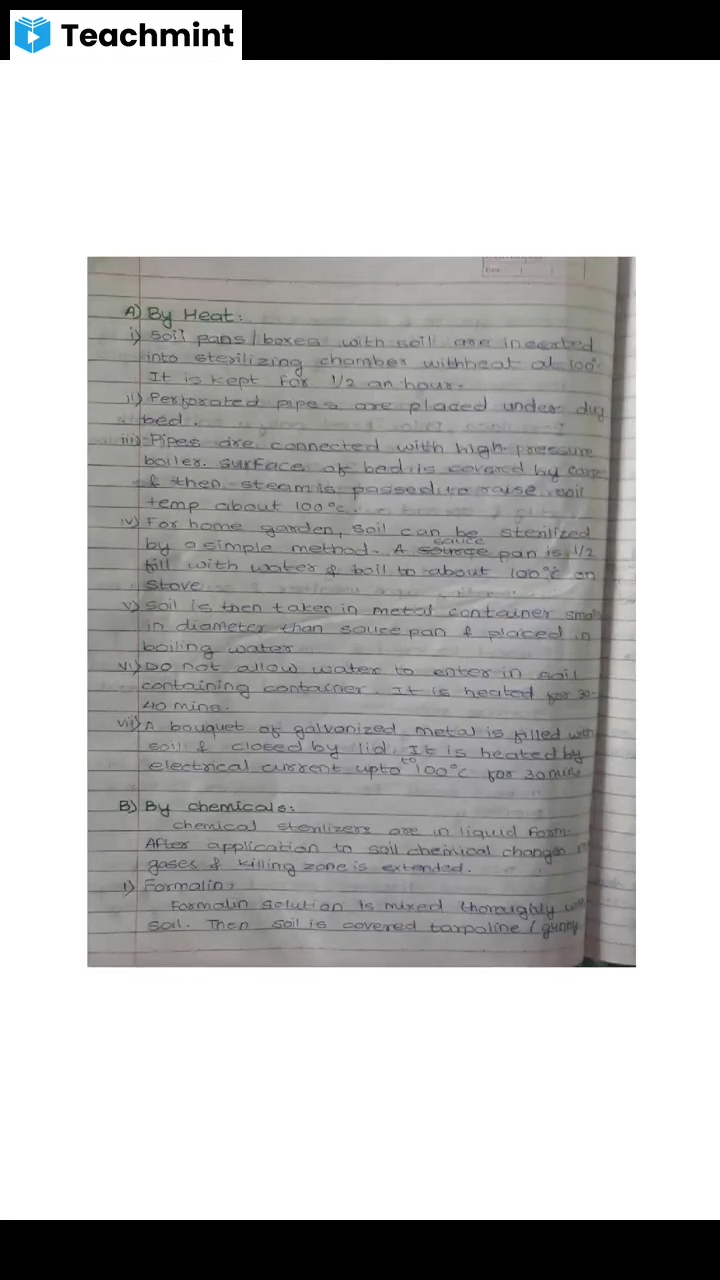 Teachmint
Date
A) By Heat:
i) Soil pans/boxes with soil are inserted
into sterilizing chamber withheat at 100°
It is kept for 1/2 an hour.
ii) Perforated pipes are placed under dug
bed.
iii) Pipes are connected with high-pressure
boiler. surface of bed is covered by
& then steam is passed to raise soil
temp about 100°c.
iv) For home garden, soil can be sterilized
by a simple method. A sauce pan is 1/2
fill with water & boil to about 100°c on
stove
v) Soil is then taken in metal container small
in diameter than souce pan & placed in
boiling water
vi) Do not allow water to enter in soil
containing container. It is heated for 30-
40 mins.
vii) A bouquet of galvanized metal is filled with
soil & closed by lid. It is heated by
electrical current upto to 100°c for 30 mins
B) By chemicals:
chemical sterilizers are in liquid form.
After application to soil chemical changes
gases & killing zone is extended.
1) Formalin:
Formalin solution is mixed thoroughly with
soil. Then soil is covered tarpoline / gunny